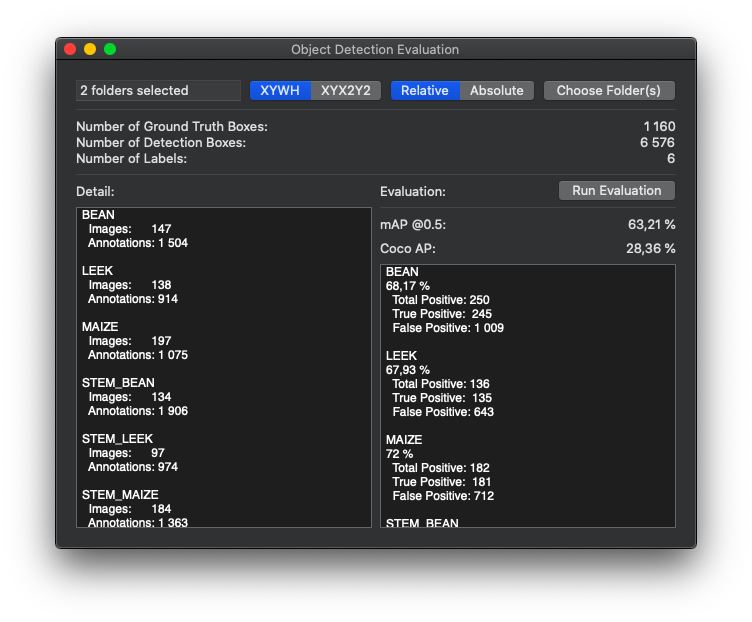 Object Detection Evaluation
2 folders selected XYWH XYX2Y2 Relative Absolute Choose Folder(s)
Number of Ground Truth Boxes: 1 160
Number of Detection Boxes: 6 576
Number of Labels: 6
Detail:
BEAN
Images: 147
Annotations: 1 504
LEEK
Images: 138
Annotations: 914
MAIZE
Images: 197
Annotations: 1 075
STEM_BEAN
Images: 134
Annotations: 1 906
STEM_LEEK
Images: 97
Annotations: 974
STEM_MAIZE
Images: 184
Annotations: 1 363
Evaluation: Run Evaluation
mAP @0.5: 63,21 %
Coco AP: 28,36 %
BEAN
68,17 %
Total Positive: 250
True Positive: 245
False Positive: 1 009
LEEK
67,93 %
Total Positive: 136
True Positive: 135
False Positive: 643
MAIZE
72 %
Total Positive: 182
True Positive: 181
False Positive: 712
STEM_BEAN